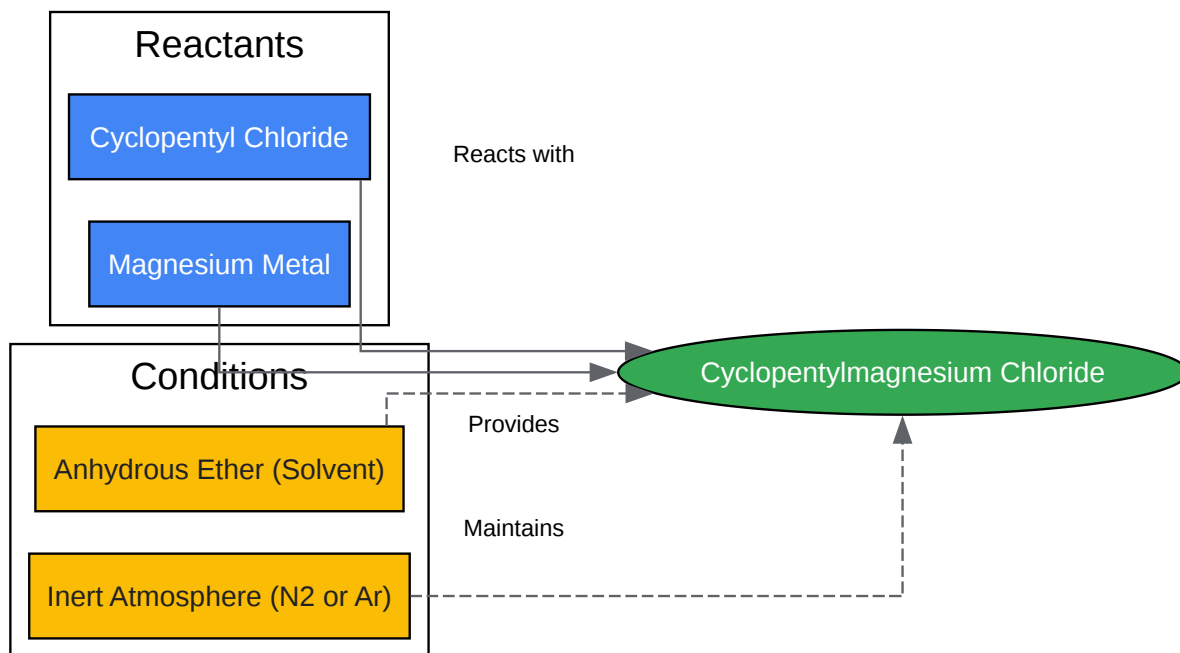 Reactants
Cyclopentyl Chloride
Reacts with
Magnesium Metal
Conditions
Cyclopentylmagnesium Chloride
Provides
Anhydrous Ether (Solvent)
Maintains
Inert Atmosphere (N2 or Ar)